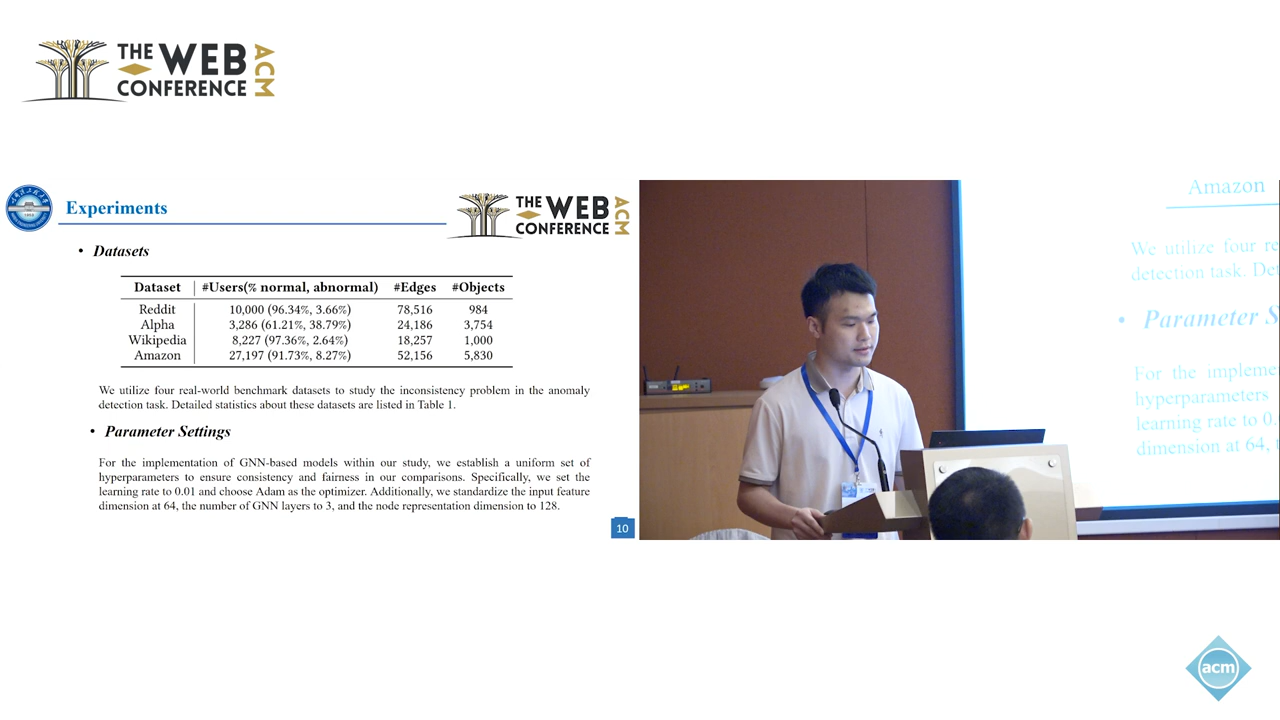 THE WEB CONFERENCE ACM
Experiments
THE WEB CONFERENCE ACM
• Datasets
Dataset #Users(% normal, abnormal) #Edges #Objects
Reddit 10,000 (96.34%, 3.66%) 78,516 984
Alpha 3,286 (61.21%, 38.79%) 24,186 3,754
Wikipedia 8,227 (97.36%, 2.64%) 18,257 1,000
Amazon 27,197 (91.73%, 8.27%) 52,156 5,830
We utilize four real-world benchmark datasets to study the inconsistency problem in the anomaly
detection task. Detailed statistics about these datasets are listed in Table 1.
• Parameter Settings
For the implementation of GNN-based models within our study, we establish a uniform set of
hyperparameters to ensure consistency and fairness in our comparisons. Specifically, we set the
learning rate to 0.01 and choose Adam as the optimizer. Additionally, we standardize the input feature
dimension at 64, the number of GNN layers to 3, and the node representation dimension to 128.
10
Amazon
We utilize four re
detection task. De
• Parameter S
For the impleme
hyperparameters
learning rate to 0.
dimension at 64,
acm